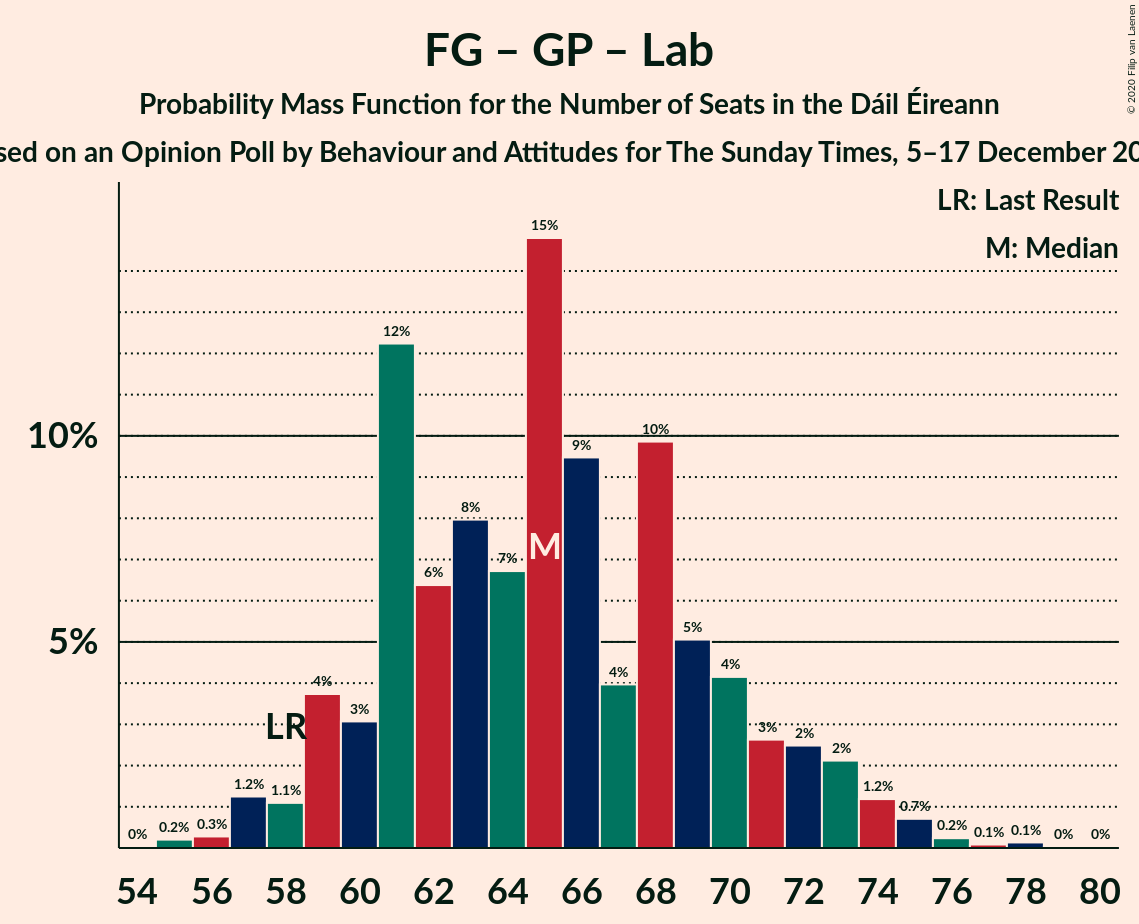 FG – GP – Lab
Probability Mass Function for the Number of Seats in the Dáil Éireann
on an Opinion Poll by Behaviour and Attitudes for The Sunday Times, 5–17 December
© 2020 Filip van Laenen
LR: Last Result
M: Median
10%
5%
0% 0.2% 0.3% 1.2% 1.1% 4% 3% 12% 6% 8% 7% 15% 9% 4% 10% 5% 4% 3% 2% 2% 1.2% 0.7% 0.2% 0.1% 0.1% 0% 0%
LR
M
54 56 58 60 62 64 66 68 70 72 74 76 78 80